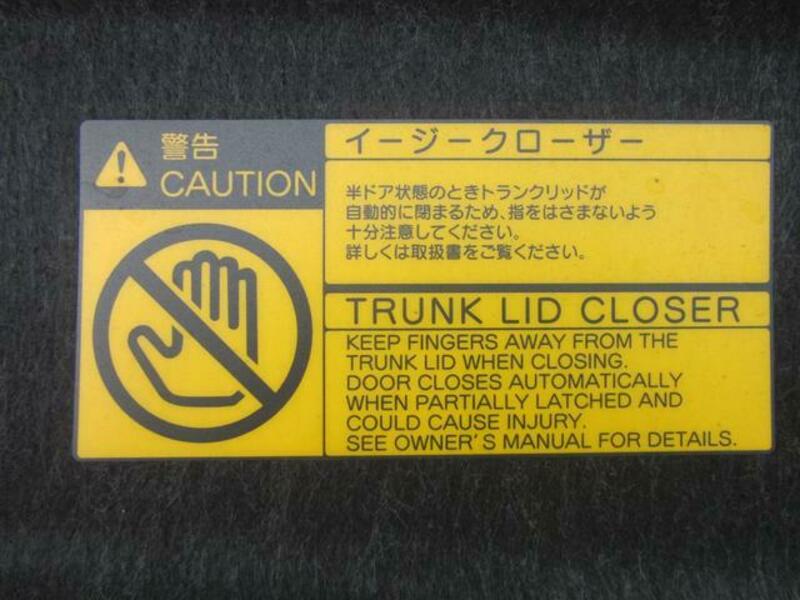 警告
CAUTION
イージークローザー
半ドア状態のときトランクリッドが
自動的に閉まるため、指をはさまないよう
十分注意してください。
詳しくは取扱書をご覧ください。
TRUNK LID CLOSER
KEEP FINGERS AWAY FROM THE
TRUNK LID WHEN CLOSING.
DOOR CLOSES AUTOMATICALLY
WHEN PARTIALLY LATCHED AND
COULD CAUSE INJURY.
SEE OWNER'S MANUAL FOR DETAILS.